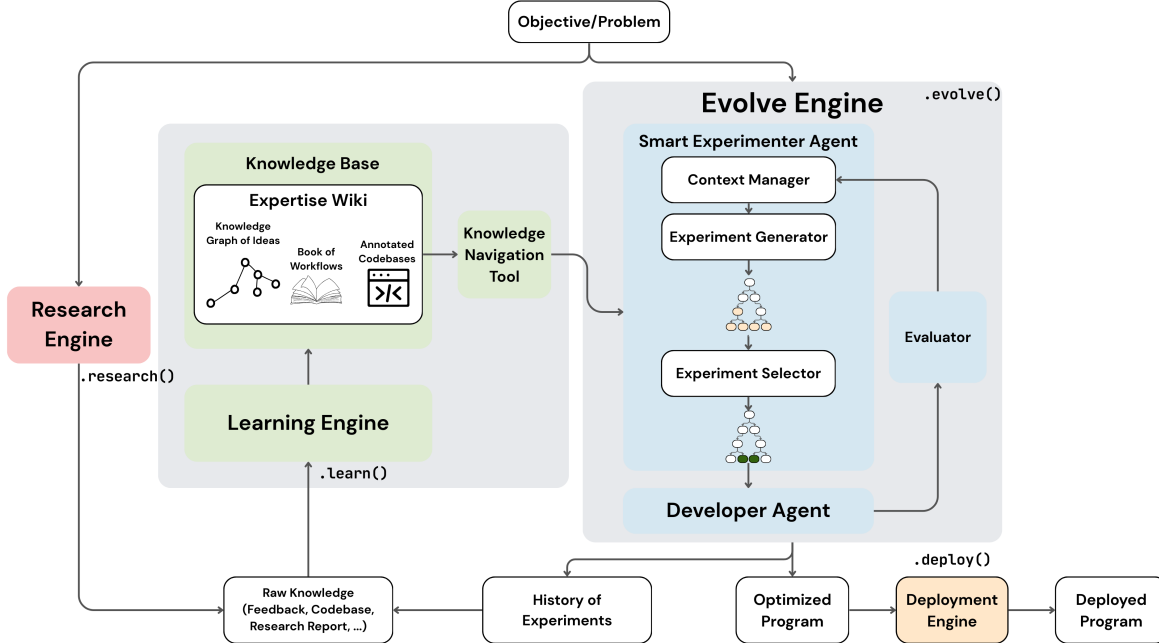 Objective/Problem
Evolve Engine
.evolve()
Smart Experimenter Agent
Context Manager
Experiment Generator
Experiment Selector
Developer Agent
Evaluator
Knowledge Base
Expertise Wiki
Knowledge
Graph of Ideas
Book of
Workflows
Annotated
Codebases
Knowledge
Navigation
Tool
Research
Engine
.research()
Learning Engine
.learn()
Raw Knowledge
(Feedback, Codebase,
Research Report, ...)
History of
Experiments
Optimized
Program
.deploy()
Deployment
Engine
Deployed
Program